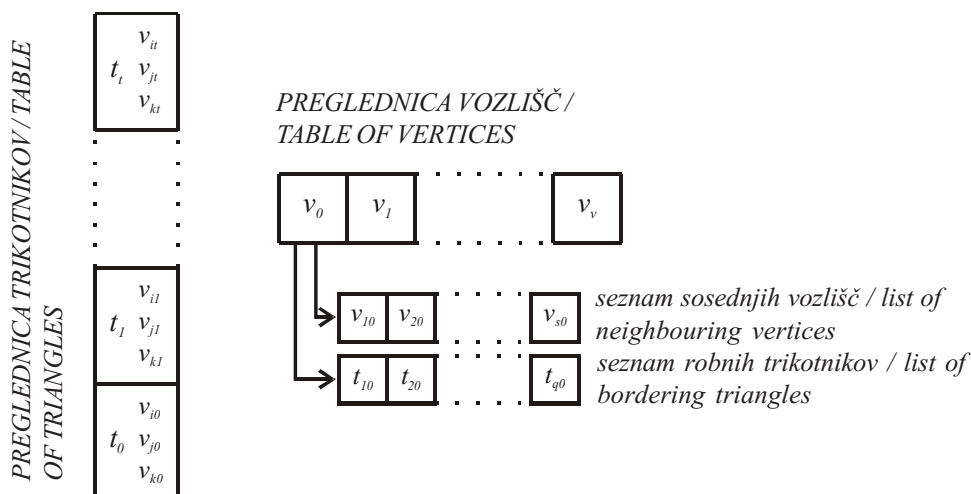 PREGLEDNICA TRIKOTNIKOV / TABLE
OF TRIANGLES
v_it
t_t v_jt
v_kt
v_i1
t_1 v_j1
v_k1
v_i0
t_0 v_j0
v_k0
PREGLEDNICA VOZLIŠČ /
TABLE OF VERTICES
v_0 v_1 v_v
v_10 v_20 v_s0
seznam sosednjih vozlišč / list of
neighbouring vertices
t_10 t_20 t_q0
seznam robnih trikotnikov / list of
bordering triangles